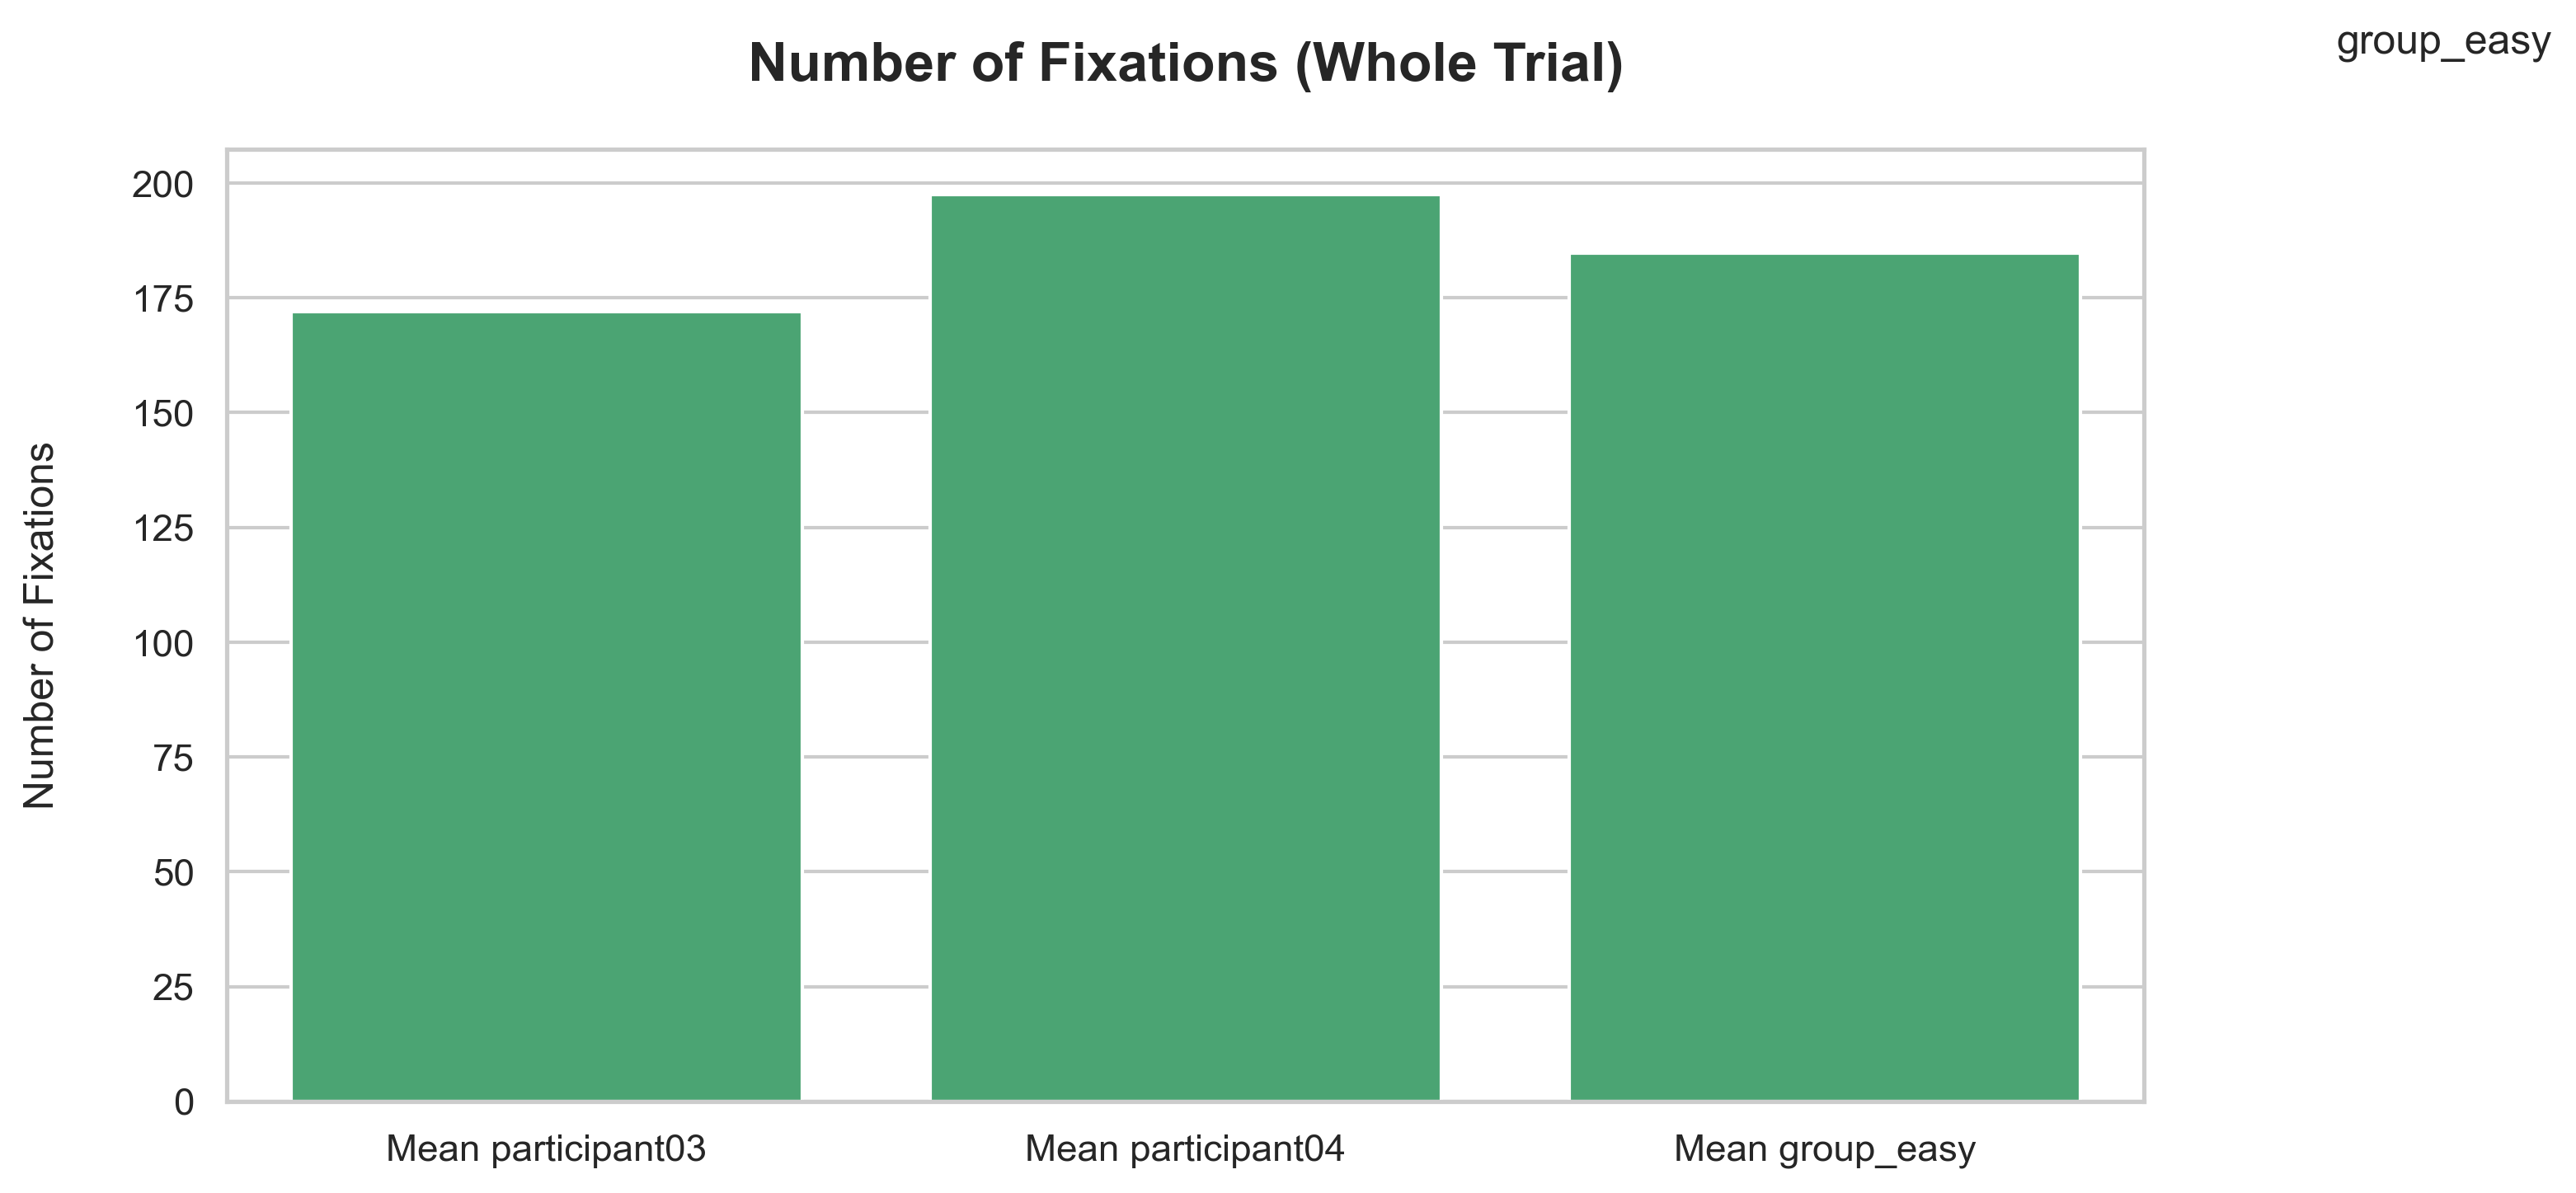 Number of Fixations (Whole Trial)
group_easy
Number of Fixations
200
175
150
125
100
75
50
25
0
Mean participant03
Mean participant04
Mean group_easy